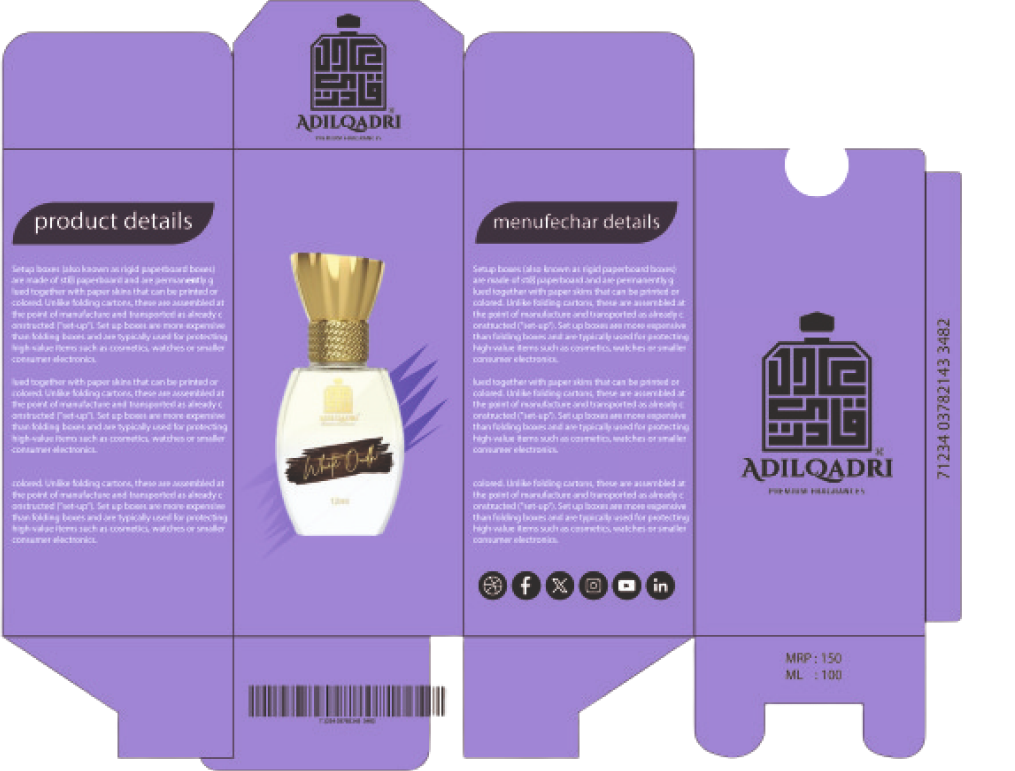 عادل
قادري
ADILQADRI
PREMIUM FRAGRANCES
product details
Setup boxes (also known as rigid paperboard boxes)
are made of still paperboard and are permanently g
lued together with paper skins that can be printed or
colored. Unlike folding cartons, these are assembled at
the point of manufacture and transported as already c
onstructed ("set-up"). Set up boxes are more expensive
than folding boxes and are typically used for protecting
high-value items such as cosmetics, watches or smaller
consumer electronics.
lued together with paper skins that can be printed or
colored. Unlike folding cartons, these are assembled at
the point of manufacture and transported as already c
onstructed ("set-up"). Set up boxes are more expensive
than folding boxes and are typically used for protecting
high-value items such as cosmetics, watches or smaller
consumer electronics.
colored. Unlike folding cartons, these are assembled at
the point of manufacture and transported as already c
onstructed ("set-up"). Set up boxes are more expensive
than folding boxes and are typically used for protecting
high-value items such as cosmetics, watches or smaller
consumer electronics.
ADILQADRI
White Oudh
12ml
menufechar details
Setup boxes (also known as rigid paperboard boxes)
are made of still paperboard and are permanently g
lued together with paper skins that can be printed or
colored. Unlike folding cartons, these are assembled at
the point of manufacture and transported as already c
onstructed ("set-up"). Set up boxes are more expensive
than folding boxes and are typically used for protecting
high-value items such as cosmetics, watches or smaller
consumer electronics.
lued together with paper skins that can be printed or
colored. Unlike folding cartons, these are assembled at
the point of manufacture and transported as already c
onstructed ("set-up"). Set up boxes are more expensive
than folding boxes and are typically used for protecting
high-value items such as cosmetics, watches or smaller
consumer electronics.
colored. Unlike folding cartons, these are assembled at
the point of manufacture and transported as already c
onstructed ("set-up"). Set up boxes are more expensive
than folding boxes and are typically used for protecting
high-value items such as cosmetics, watches or smaller
consumer electronics.
عادل
قادري
ADILQADRI
PREMIUM FRAGRANCES
71234 03782143 3482
MRP : 150
ML : 100